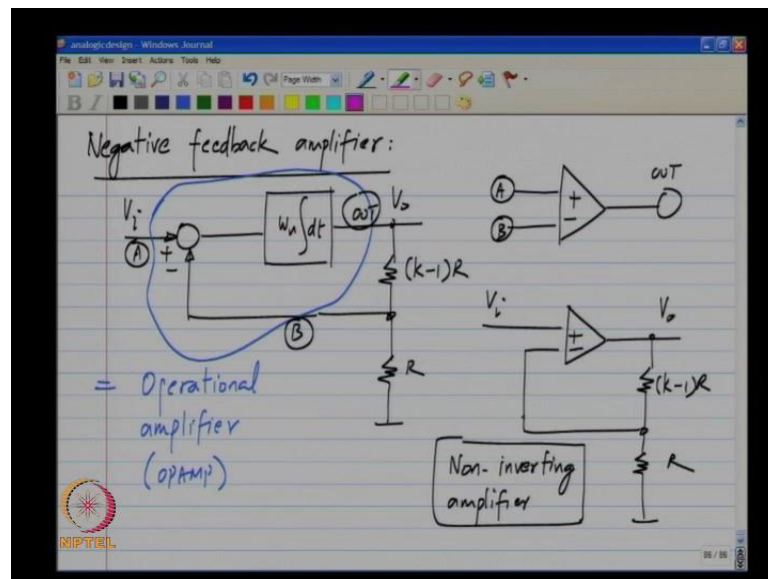 analogicdesign - Windows Journal
File Edit View Insert Actions Tools Help
Page Width
B I
Negative feedback amplifier:
Vi
A
+
-
ωu∫dt
OUT
Vo
(k-1)R
B
R
= Operational
amplifier
(OPAMP)
A
B
+
-
OUT
Vi
+
-
Vo
(k-1)R
R
Non-inverting
amplifier
NPTEL
86 / 86